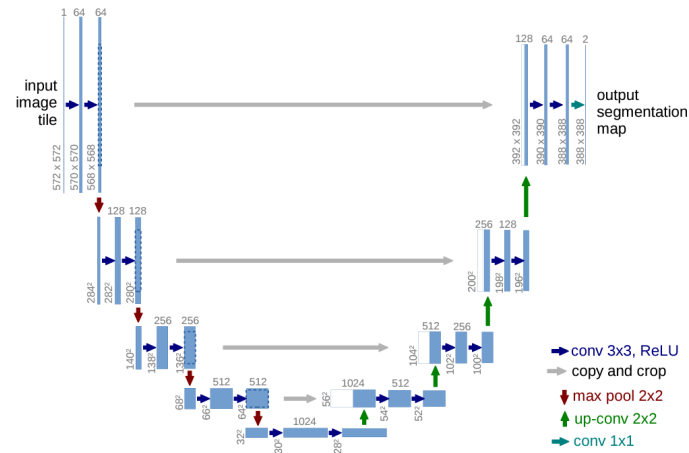 1 64 64
input
image
tile
572 x 572
570 x 570
568 x 568
128 64 64 2
output
segmentation
map
392 x 392
390 x 390
388 x 388
388 x 388
128 128
284²
282²
280²
256 128
200²
198²
196²
256 256
140²
138²
136²
512 256
104²
102²
100²
512 512
68²
66²
64²
1024 512
56²
54²
52²
1024
32²
30²
28²
conv 3x3, ReLU
copy and crop
max pool 2x2
up-conv 2x2
conv 1x1